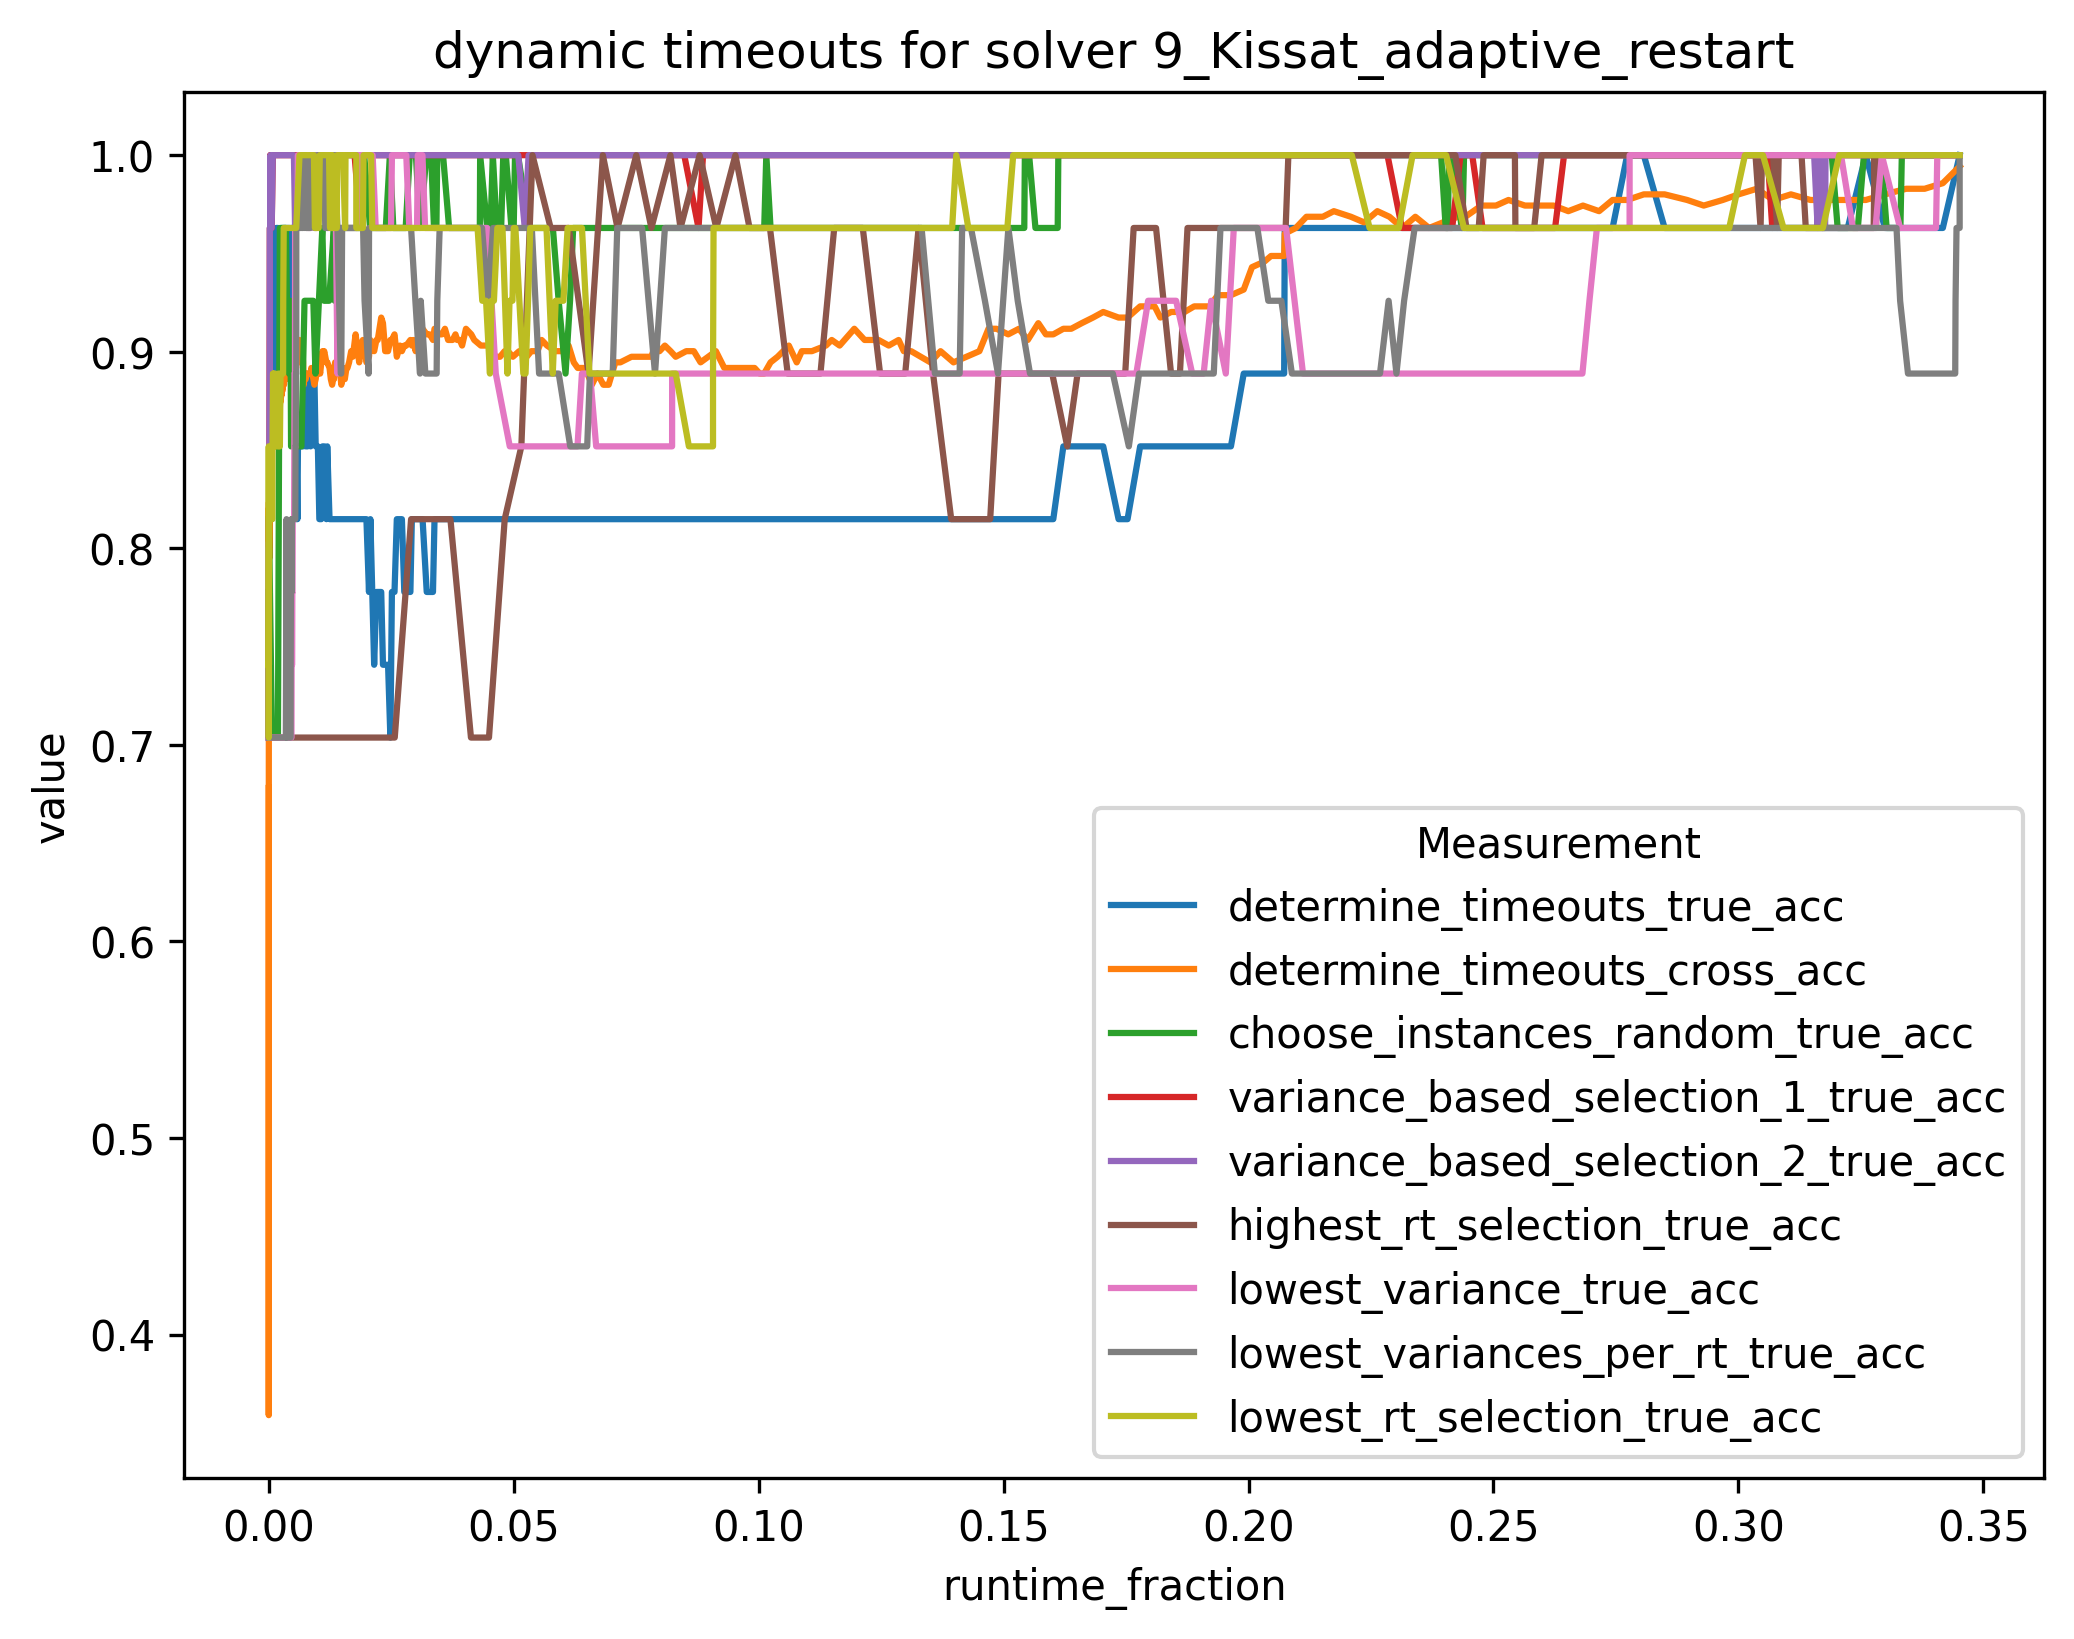 dynamic timeouts for solver 9_Kissat_adaptive_restart
1.0
0.9
0.8
0.7
0.6
0.5
0.4
value
0.00 0.05 0.10 0.15 0.20 0.25 0.30 0.35
runtime_fraction
Measurement
determine_timeouts_true_acc
determine_timeouts_cross_acc
choose_instances_random_true_acc
variance_based_selection_1_true_acc
variance_based_selection_2_true_acc
highest_rt_selection_true_acc
lowest_variance_true_acc
lowest_variances_per_rt_true_acc
lowest_rt_selection_true_acc